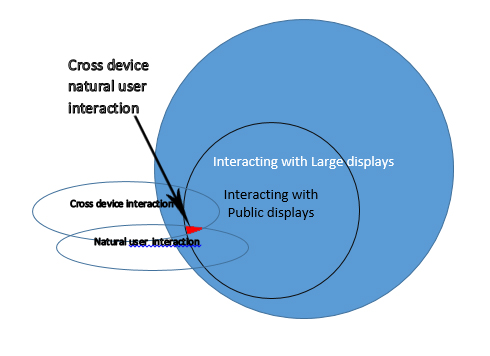 Cross device
natural user
interaction
Interacting with Large displays
Interacting with
Public displays
Cross device interaction
Natural user interaction